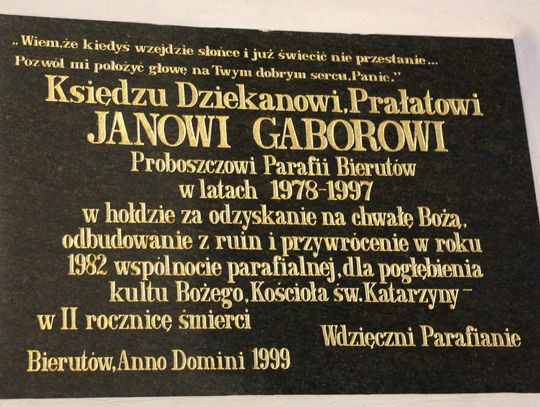 „Wiem,że kiedyś wzejdzie słońce i już świecić nie przestanie...
Pozwól mi położyć głowę na Twym dobrym sercu,Panie.”
Księdzu Dziekanowi,Prałatowi
JANOWI GABOROWI
Proboszczowi Parafii Bierutów
w latach 1978-1997
w hołdzie za odzyskanie na chwałę Bożą,
odbudowanie z ruin i przywrócenie w roku
1982 wspólnocie parafialnej,dla pogłębienia
kultu Bożego,Kościoła św.Katarzyny-
w II rocznicę śmierci
Wdzięczni Parafianie
Bierutów,Anno Domini 1999